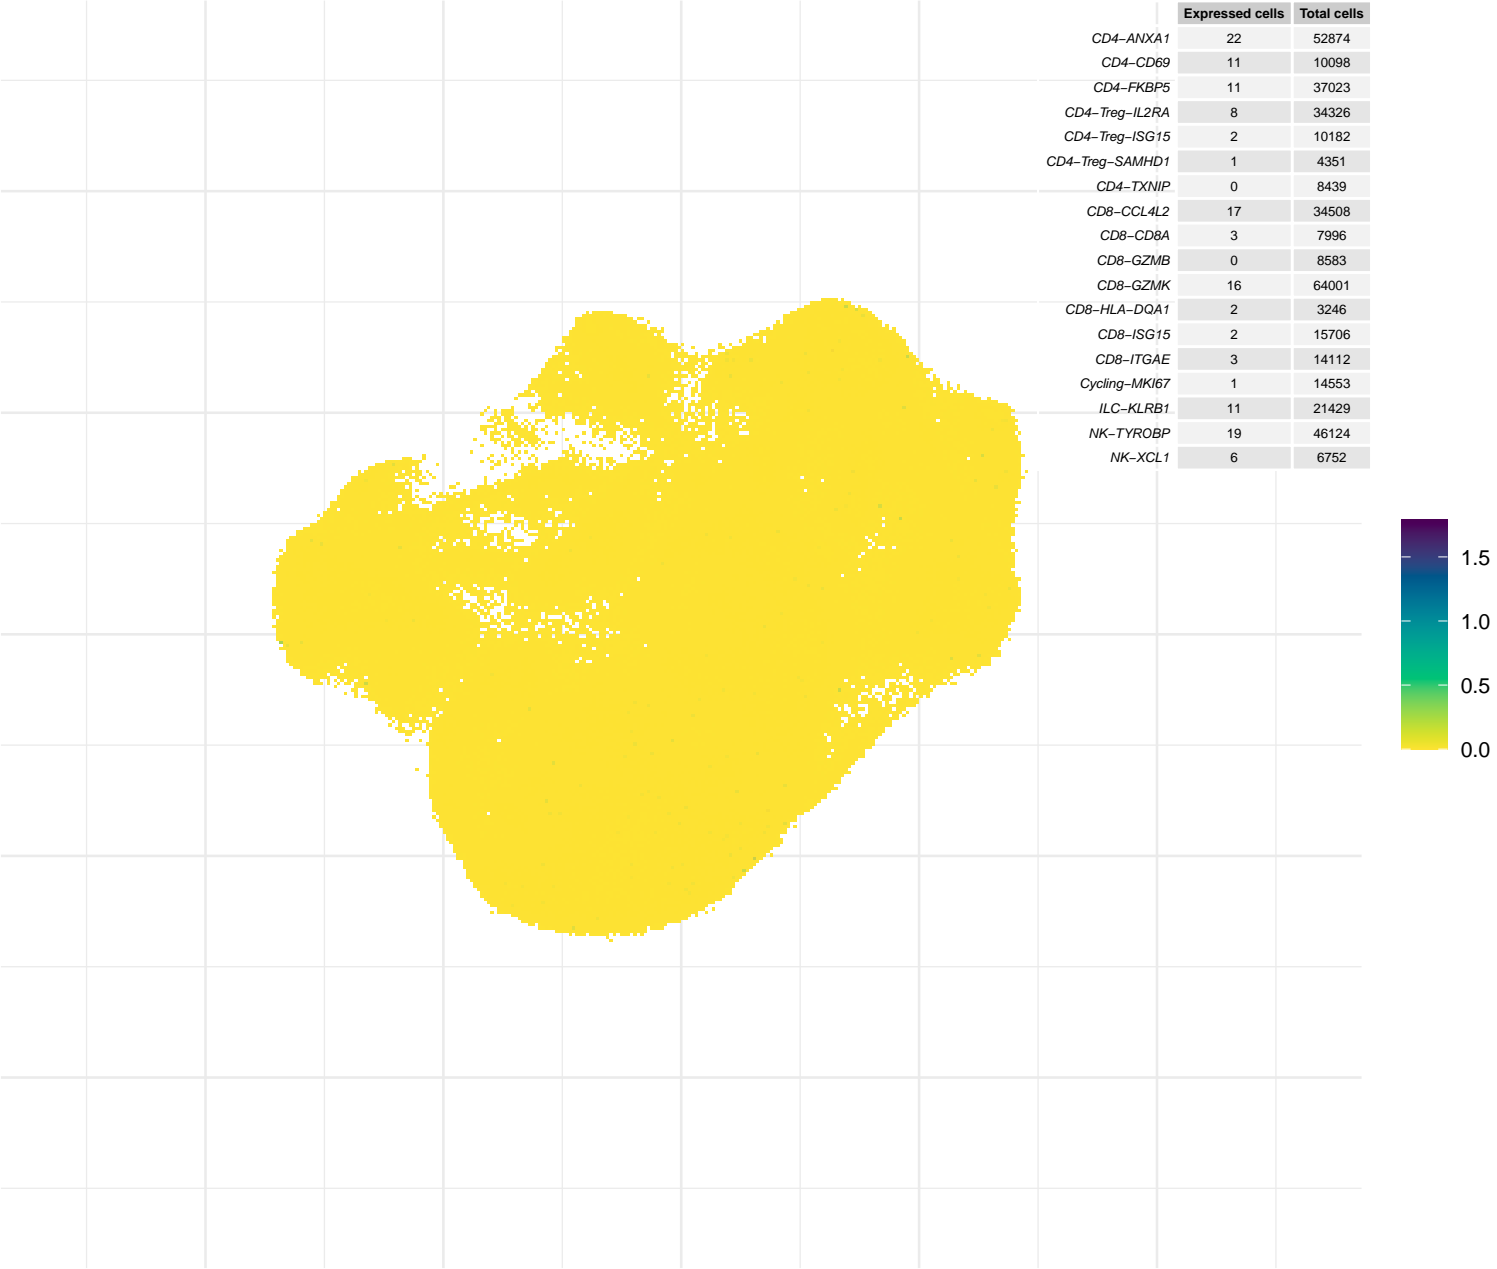 Expressed cells Total cells
CD4−ANXA1 22 52874
CD4−CD69 11 10098
CD4−FKBP5 11 37023
CD4−Treg−IL2RA 8 34326
CD4−Treg−ISG15 2 10182
CD4−Treg−SAMHD1 1 4351
CD4−TXNIP 0 8439
CD8−CCL4L2 17 34508
CD8−CD8A 3 7996
CD8−GZMB 0 8583
CD8−GZMK 16 64001
CD8−HLA−DQA1 2 3246
CD8−ISG15 2 15706
CD8−ITGAE 3 14112
Cycling−MKI67 1 14553
ILC−KLRB1 11 21429
NK−TYROBP 19 46124
NK−XCL1 6 6752
1.5
1.0
0.5
0.0